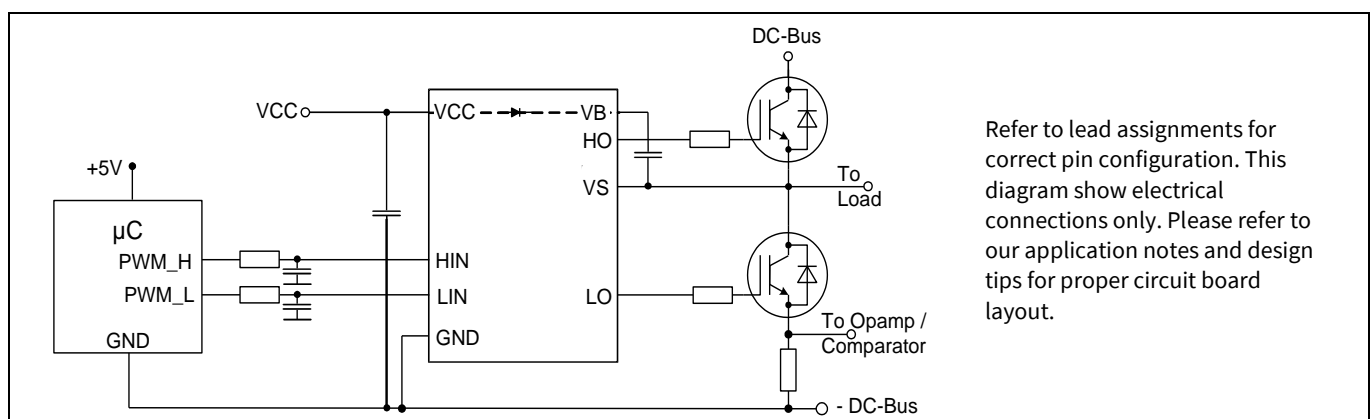 DC-Bus
VCC
VCC
VB
HO
+5V
VS
To
Load
µC
PWM_H
HIN
PWM_L
LIN
LO
GND
GND
To Opamp /
Comparator
- DC-Bus
Refer to lead assignments for
correct pin configuration. This
diagram show electrical
connections only. Please refer to
our application notes and design
tips for proper circuit board
layout.